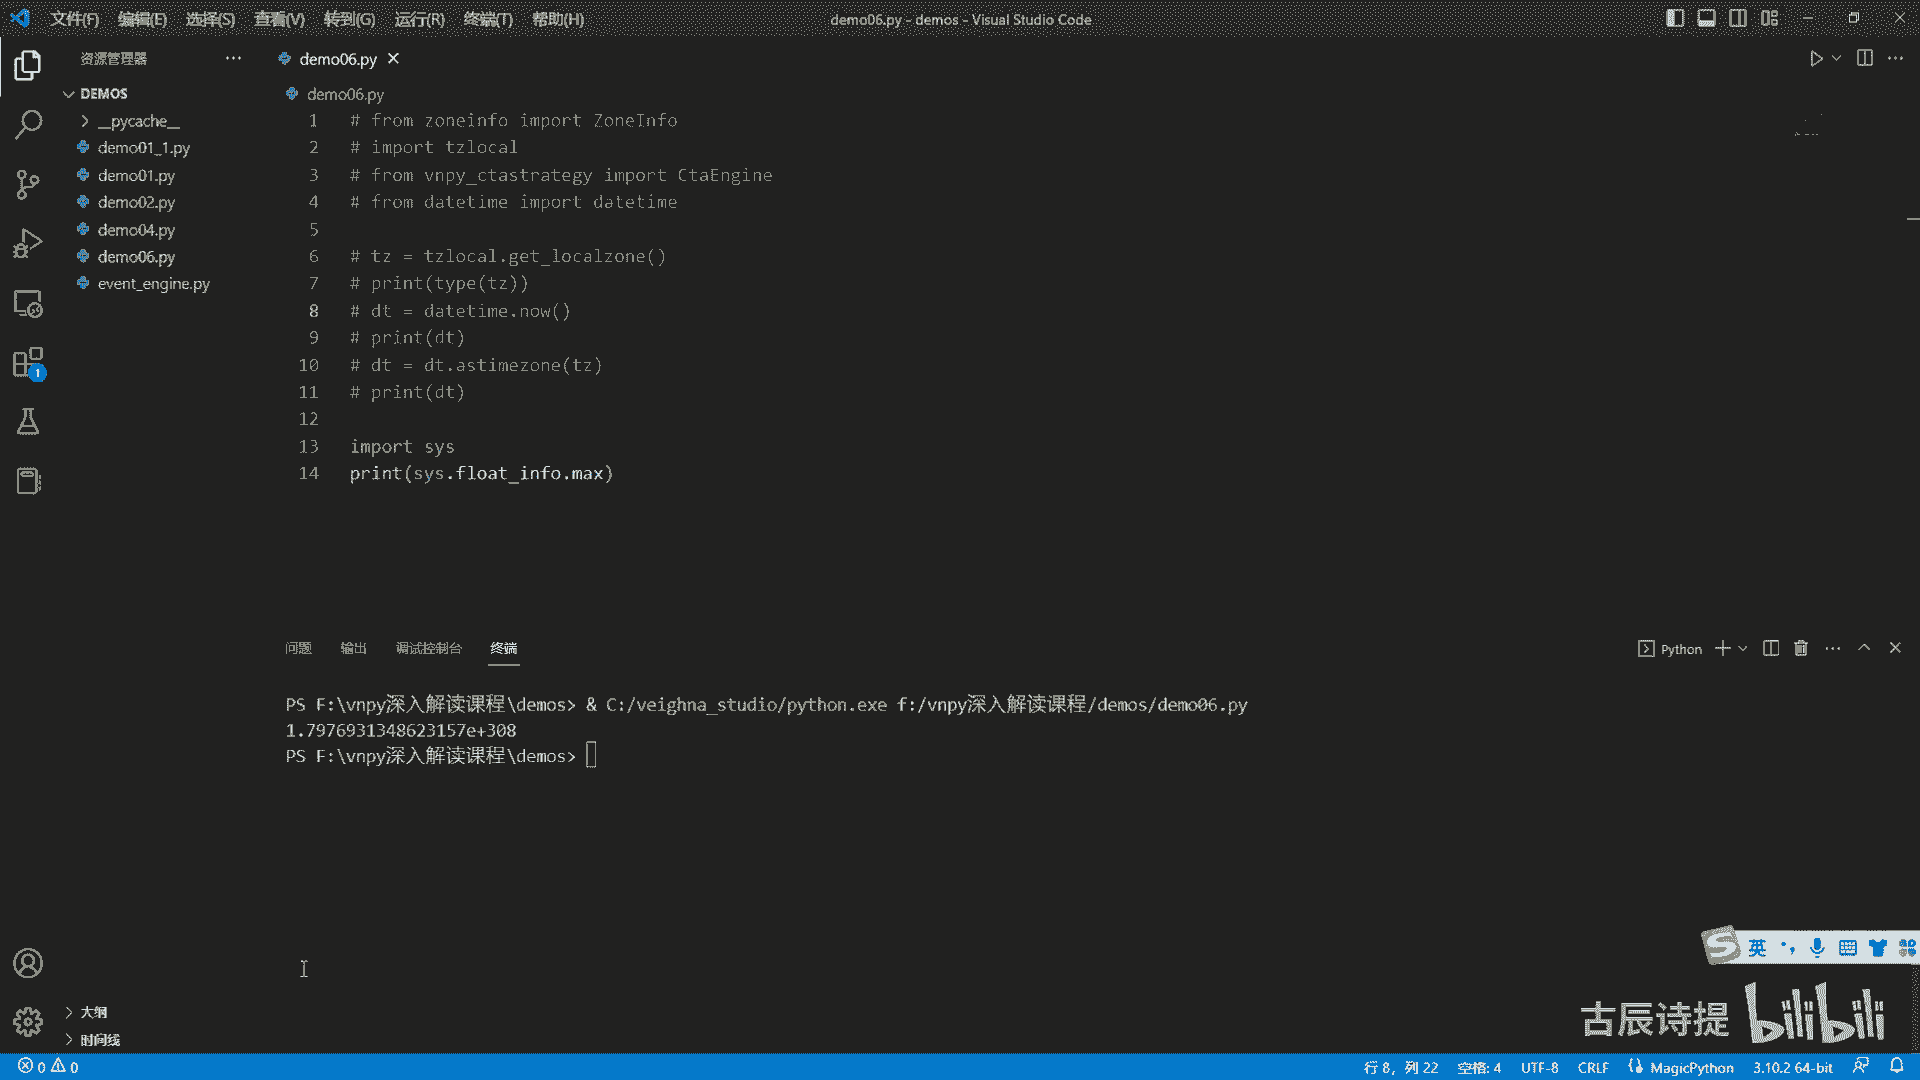 文件(F) 编辑(E) 选择(S) 查看(V) 转到(G) 运行(R) 终端(T) 帮助(H) demo06.py - demos - Visual Studio Code
资源管理器 ··· demo06.py
DEMOS
__pycache__
demo01_1.py
demo01.py
demo02.py
demo04.py
demo06.py
event_engine.py
demo06.py
1 # from zoneinfo import ZoneInfo
2 # import tzlocal
3 # from vnpy_ctastrategy import CtaEngine
4 # from datetime import datetime
5
6 # tz = tzlocal.get_localzone()
7 # print(type(tz))
8 # dt = datetime.now()
9 # print(dt)
10 # dt = dt.astimezone(tz)
11 # print(dt)
12
13 import sys
14 print(sys.float_info.max)
1
问题 输出 调试控制台 终端 Python
PS F:\vnpy深入解读课程\demos> & C:/veighna_studio/python.exe f:/vnpy深入解读课程/demos/demo06.py
1.7976931348623157e+308
PS F:\vnpy深入解读课程\demos>
S 英
古辰诗提 bilibili
大纲
时间线
0 0 行 8，列 22 空格: 4 UTF-8 CRLF MagicPython 3.10.2 64-bit